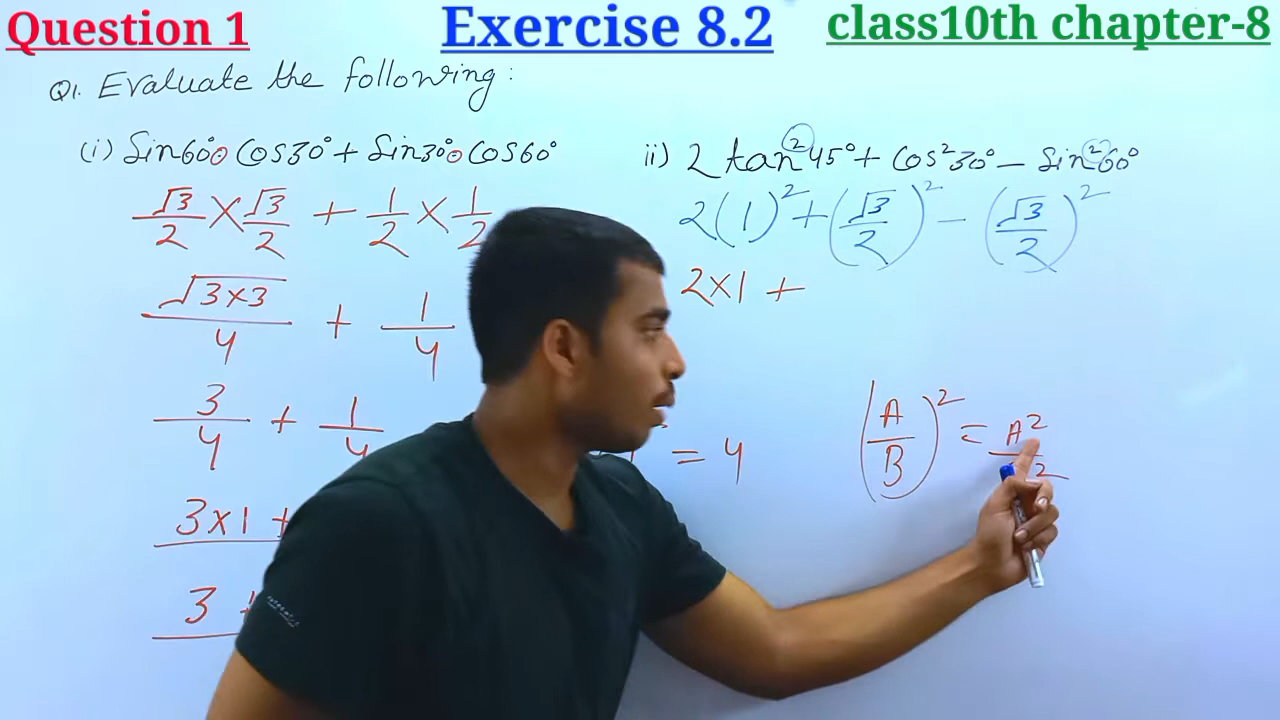 Question 1
Exercise 8.2
class10th chapter-8
Q1. Evaluate the following:
(i) Sin60° Cos30° + Sin30° Cos60°
√3/2 × √3/2 + 1/2 × 1/2
√3×3/4 + 1/4
3/4 + 1/4
3×1 +
3 +
= 4
ii) 2 tan²45° + Cos²30° − Sin²60°
2(1)² + (√3/2)² − (√3/2)²
2×1 +
(A/B)² = A²/ ²